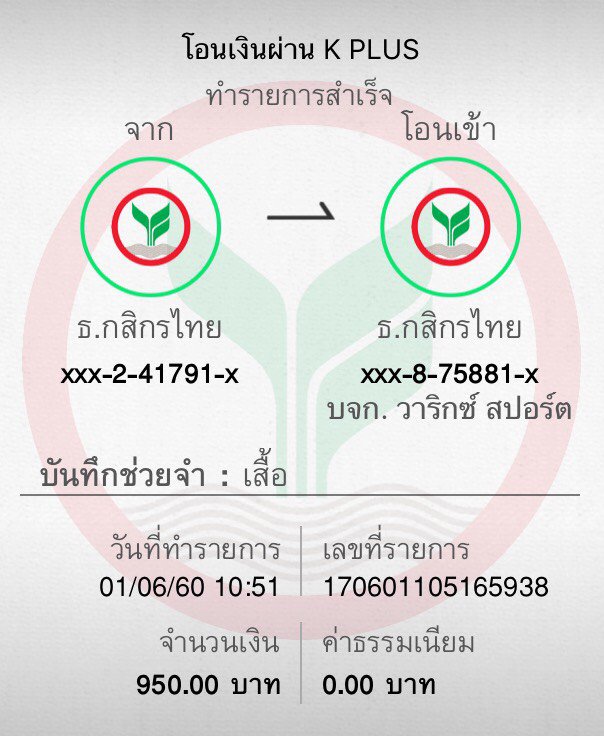 โอนเงินผ่าน K PLUS
ทำรายการสำเร็จ
จาก
โอนเข้า
ธ.กสิกรไทย
ธ.กสิกรไทย
xxx-2-41791-x
xxx-8-75881-x
บจก. วาริกซ์ สปอร์ต
บันทึกช่วยจำ : เสื้อ
วันที่ทำรายการ
เลขที่รายการ
01/06/60 10:51
170601105165938
จำนวนเงิน
ค่าธรรมเนียม
950.00 บาท
0.00 บาท